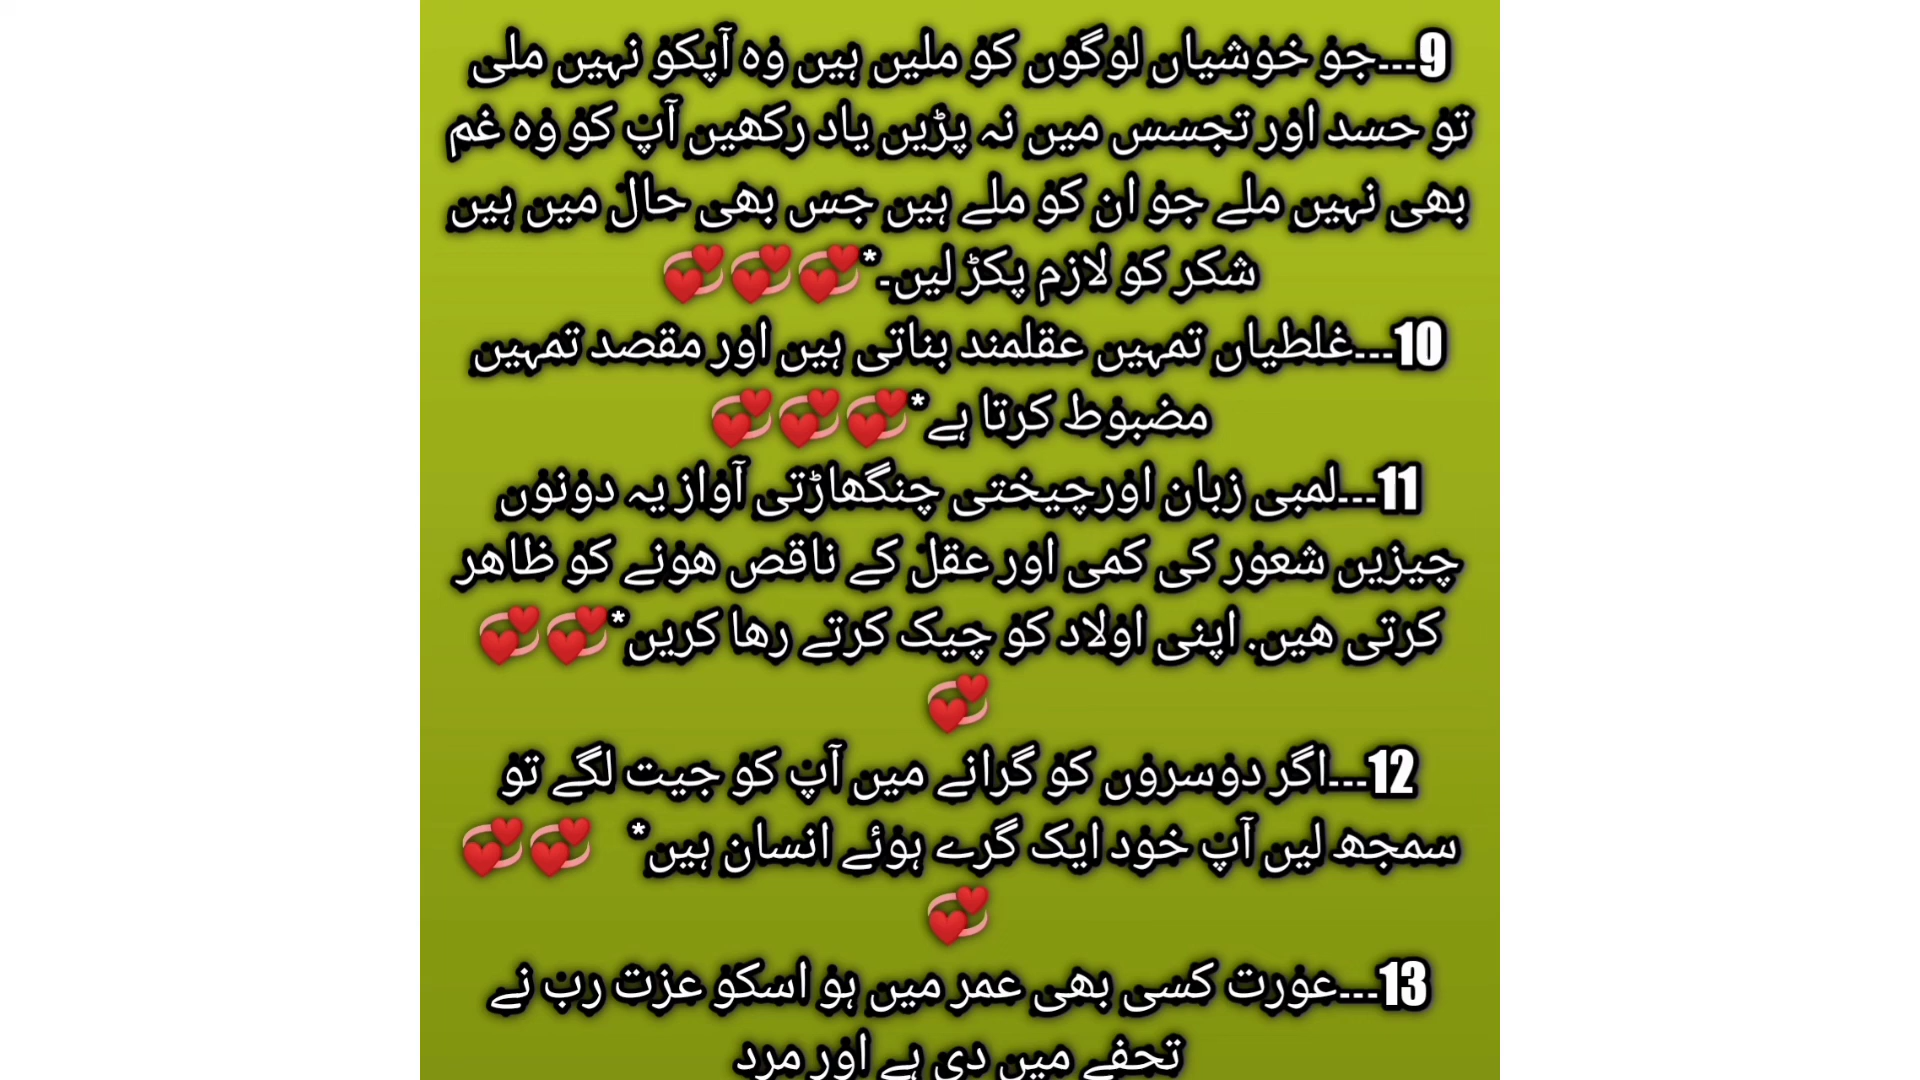 9---جو خوشیاں لوگوں کو ملیں ہیں وہ آپکو نہیں ملی
تو حسد اور تجسس میں نہ پڑیں یاد رکھیں آپ کو وہ غم
بھی نہیں ملے جو ان کو ملے ہیں جس بھی حال میں ہیں
شکر کو لازم پکڑ لیں۔*💞💞💞
10---غلطیاں تمہیں عقلمند بناتی ہیں اور مقصد تمہیں
مضبوط کرتا ہے*💞💞💞
11---لمبی زبان اورچیختی چنگھاڑتی آواز یہ دونوں
چیزیں شعور کی کمی اور عقل کے ناقص ھونے کو ظاھر
کرتی ھیں. اپنی اولاد کو چیک کرتے رھا کریں*💞💞
💞
12---اگر دوسروں کو گرانے میں آپ کو جیت لگے تو
سمجھ لیں آپ خود ایک گرے ہوئے انسان ہیں* 💞💞
💞
13---عورت کسی بھی عمر میں ہو اسکو عزت رب نے
تحفے میں دی ہے اور مرد